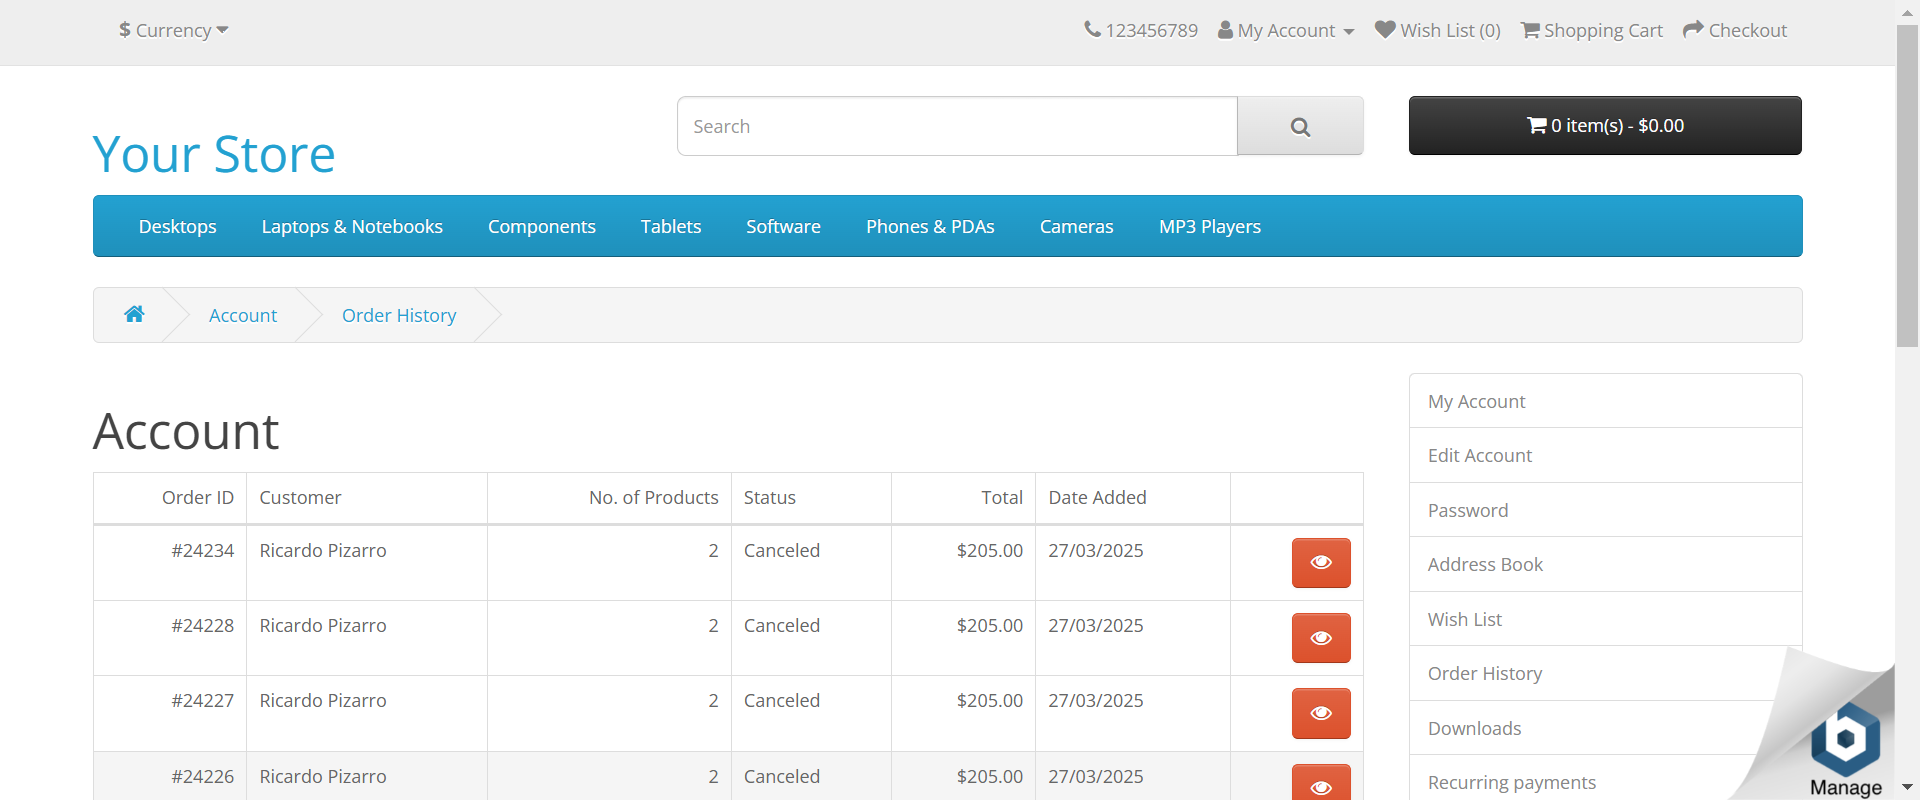 $ Currency
123456789 My Account Wish List (0) Shopping Cart Checkout
Your Store
Search
0 item(s) - $0.00
Desktops Laptops & Notebooks Components Tablets Software Phones & PDAs Cameras MP3 Players
Account Order History
Account
Order ID Customer No. of Products Status Total Date Added
#24234 Ricardo Pizarro 2 Canceled $205.00 27/03/2025
#24228 Ricardo Pizarro 2 Canceled $205.00 27/03/2025
#24227 Ricardo Pizarro 2 Canceled $205.00 27/03/2025
#24226 Ricardo Pizarro 2 Canceled $205.00 27/03/2025
My Account
Edit Account
Password
Address Book
Wish List
Order History
Downloads
Recurring payments
b
Manage